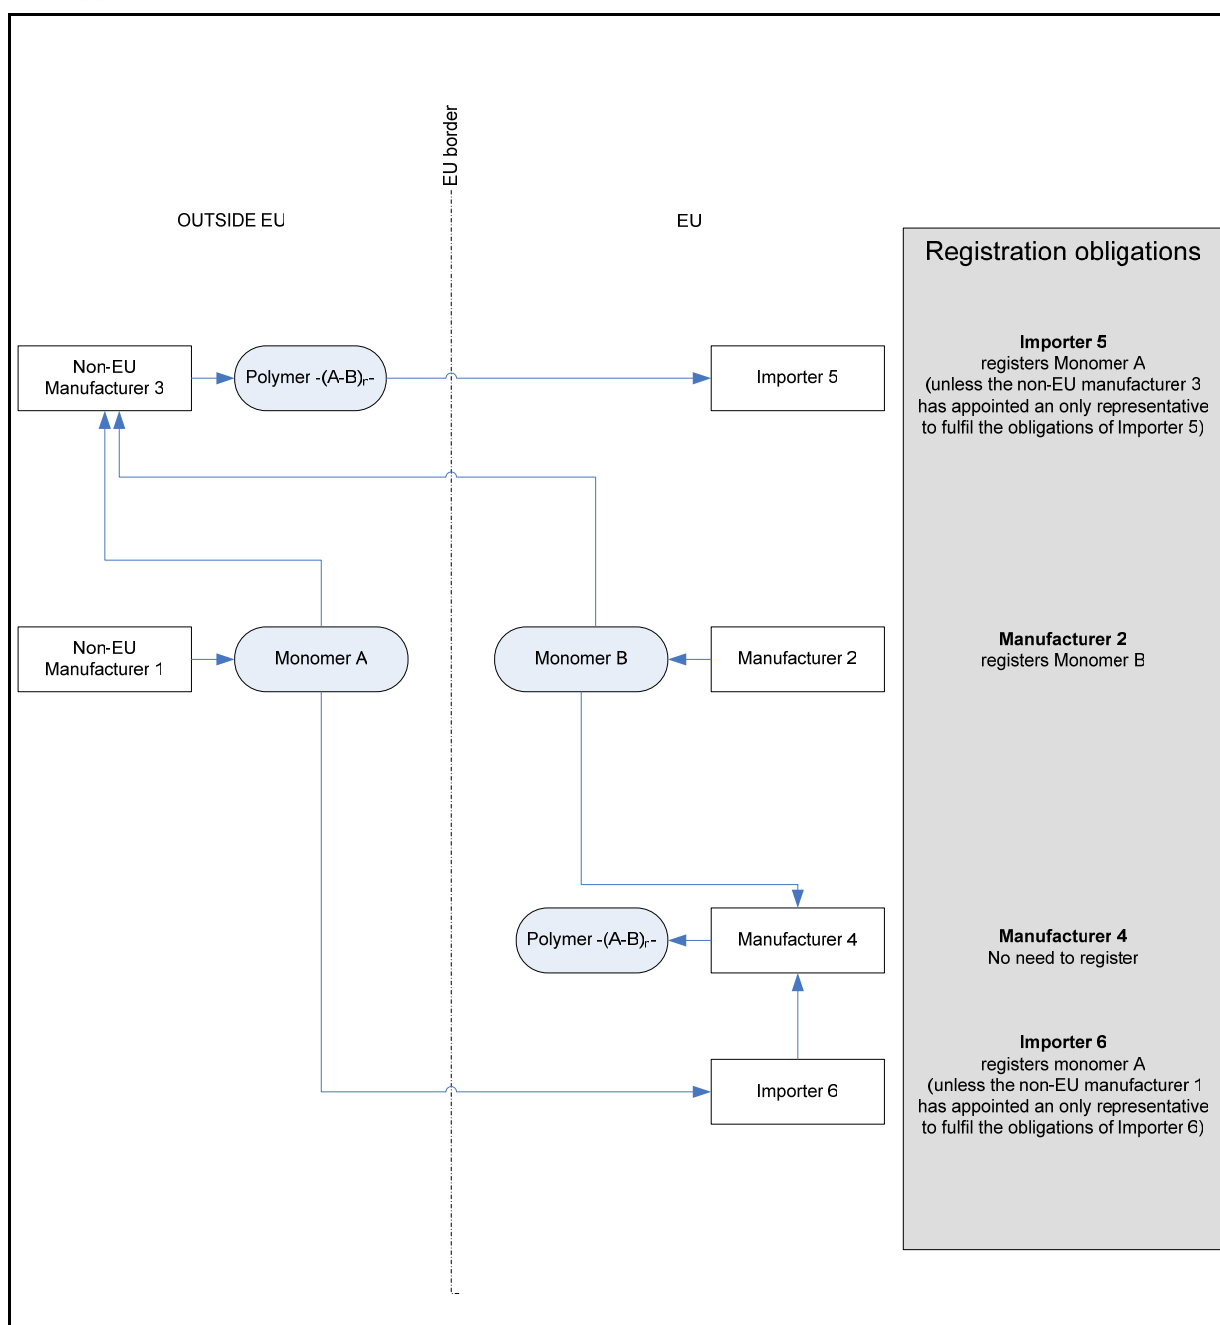 EU border
OUTSIDE EU
EU
Registration obligations
Non-EU
Manufacturer 3
Polymer -(A-B)r-
Importer 5
Importer 5
registers Monomer A
(unless the non-EU manufacturer 3
has appointed an only representative
to fulfil the obligations of Importer 5)
Non-EU
Manufacturer 1
Monomer A
Monomer B
Manufacturer 2
Manufacturer 2
registers Monomer B
Polymer -(A-B)r-
Manufacturer 4
Manufacturer 4
No need to register
Importer 6
Importer 6
registers monomer A
(unless the non-EU manufacturer 1
has appointed an only representative
to fulfil the obligations of Importer 6)